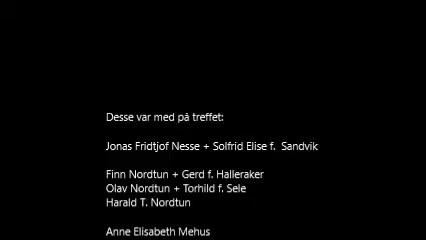 Desse var med på treffet:
Jonas Fridtjof Nesse + Solfrid Elise f. Sandvik
Finn Nordtun + Gerd f. Halleraker
Olav Nordtun + Torhild f. Sele
Harald T. Nordtun
Anne Elisabeth Mehus